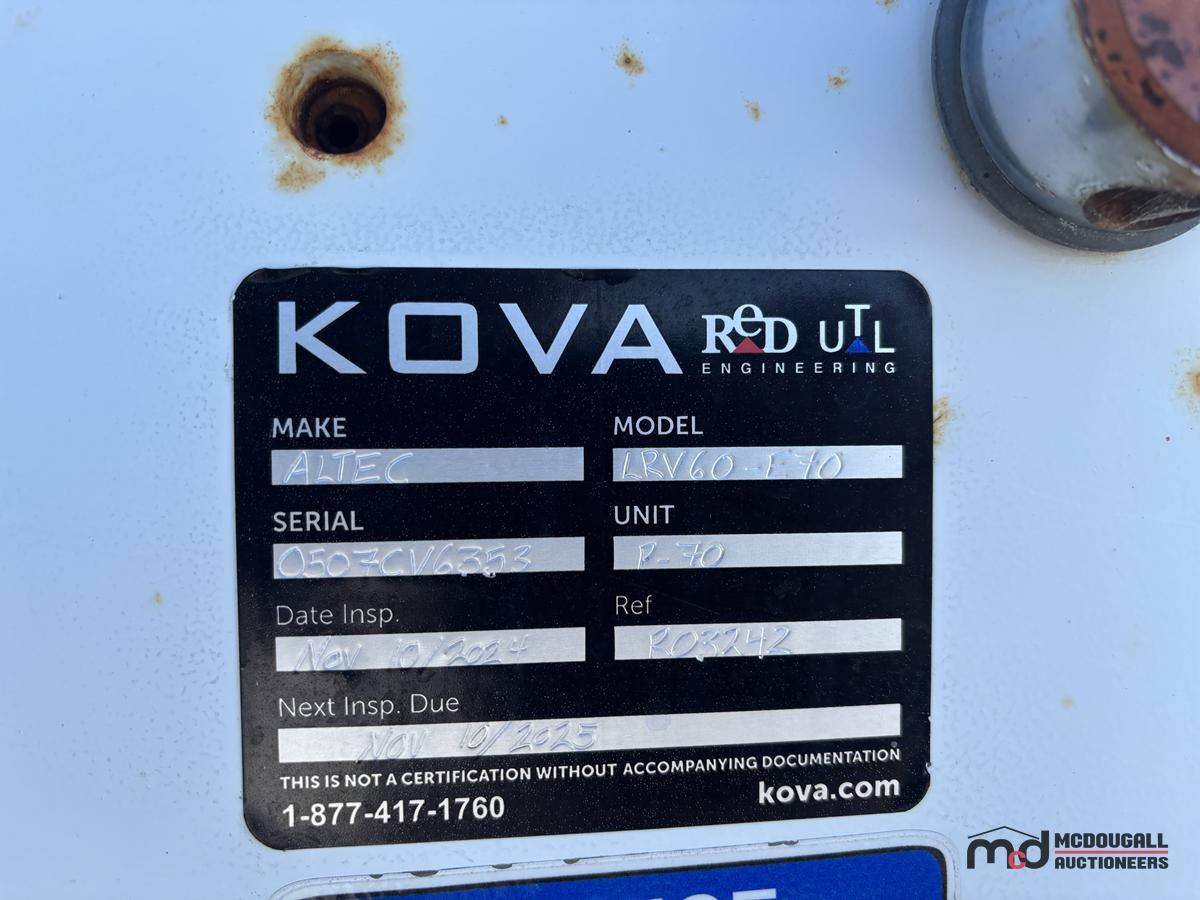 KOVA ReD UTL
ENGINEERING
MAKE MODEL
ALTEC LRV60-E70
SERIAL UNIT
0507CV6353 R-70
Date Insp. Ref
Nov 10/2024 RO3242
Next Insp. Due
NOV 10/2025
THIS IS NOT A CERTIFICATION WITHOUT ACCOMPANYING DOCUMENTATION
1-877-417-1760 kova.com
mcd MCDOUGALL
AUCTIONEERS